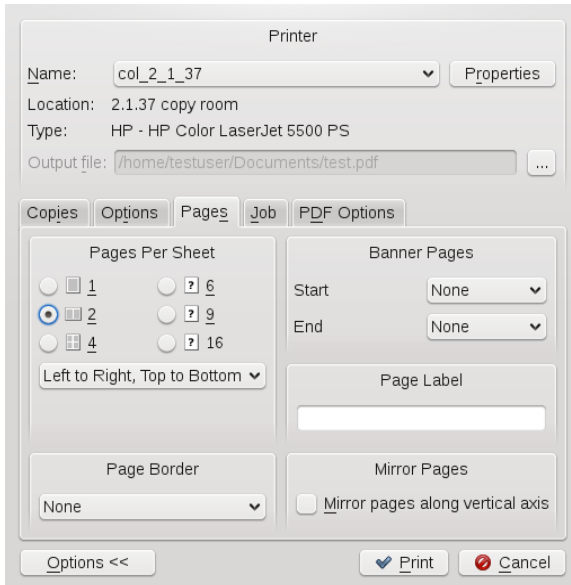 Printer
Name: col_2_1_37 Properties
Location: 2.1.37 copy room
Type: HP - HP Color LaserJet 5500 PS
Output file: /home/testuser/Documents/test.pdf ...
Copies Options Pages Job PDF Options
Pages Per Sheet
1 ? 6
2 ? 9
4 ? 16
Left to Right, Top to Bottom
Banner Pages
Start None
End None
Page Label
Page Border
None
Mirror Pages
Mirror pages along vertical axis
Options << Print Cancel